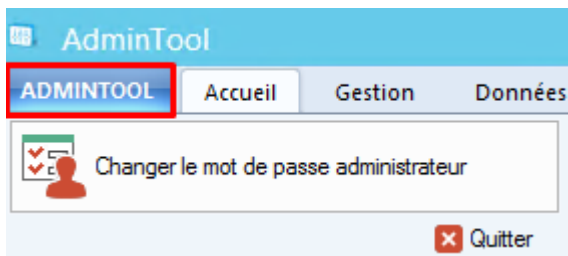 AdminTool
ADMINTOOL Accueil Gestion Données
Changer le mot de passe administrateur
Quitter